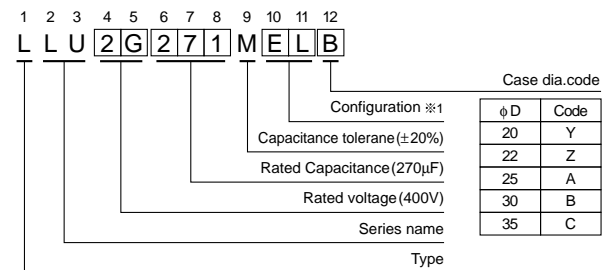 1 2 3 4 5 6 7 8 9 10 11 12
L L U 2 G 2 7 1 M E L B
Case dia.code
Configuration ※1
Capacitance tolerane (±20%)
Rated Capacitance (270µF)
Rated voltage (400V)
Series name
Type
ϕ D Code
20 Y
22 Z
25 A
30 B
35 C